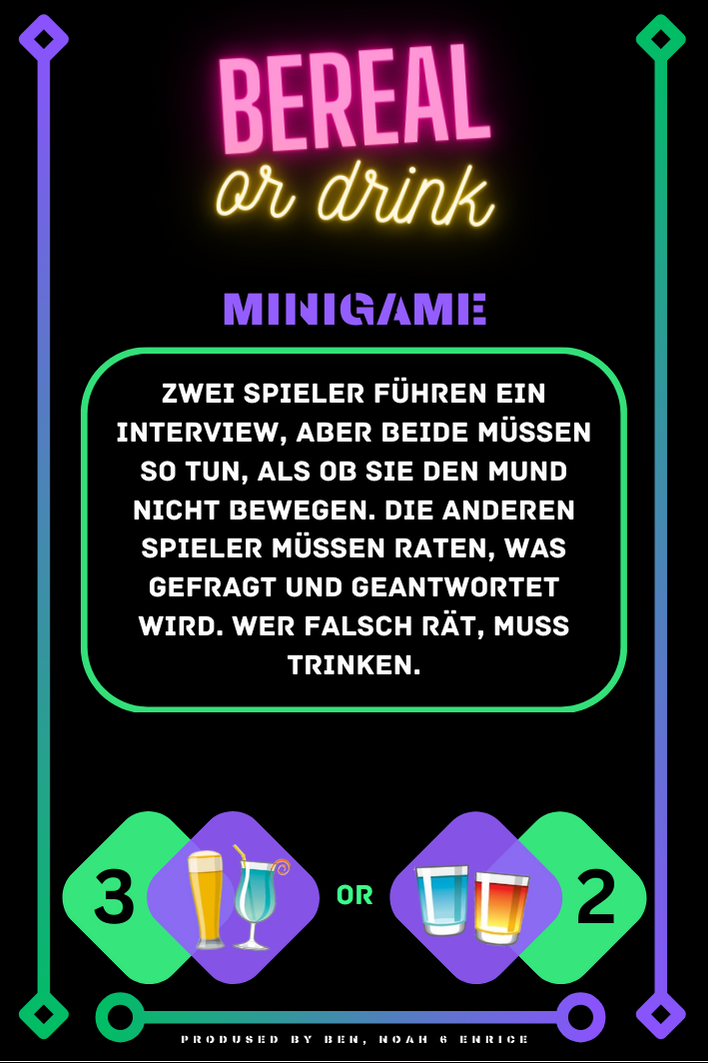 BEREAL
or drink
MINIGAME
ZWEI SPIELER FÜHREN EIN
INTERVIEW, ABER BEIDE MÜSSEN
SO TUN, ALS OB SIE DEN MUND
NICHT BEWEGEN. DIE ANDEREN
SPIELER MÜSSEN RATEN, WAS
GEFRAGT UND GEANTWORTET
WIRD. WER FALSCH RÄT, MUSS
TRINKEN.
3 OR 2
PRODUSED BY BEN, NOAH & ENRICE